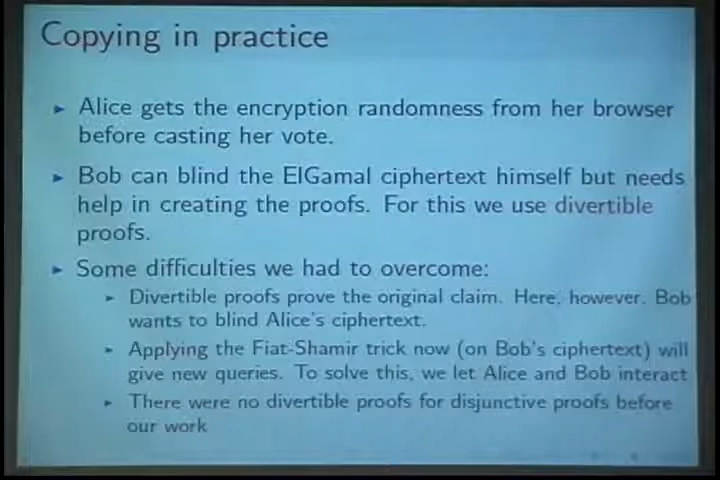 Copying in practice
Alice gets the encryption randomness from her browser
before casting her vote.
Bob can blind the ElGamal ciphertext himself but needs
help in creating the proofs. For this we use divertible
proofs.
Some difficulties we had to overcome:
Divertible proofs prove the original claim. Here, however, Bob
wants to blind Alice's ciphertext.
Applying the Fiat-Shamir trick now (on Bob's ciphertext) will
give new queries. To solve this, we let Alice and Bob interact
There were no divertible proofs for disjunctive proofs before
our work